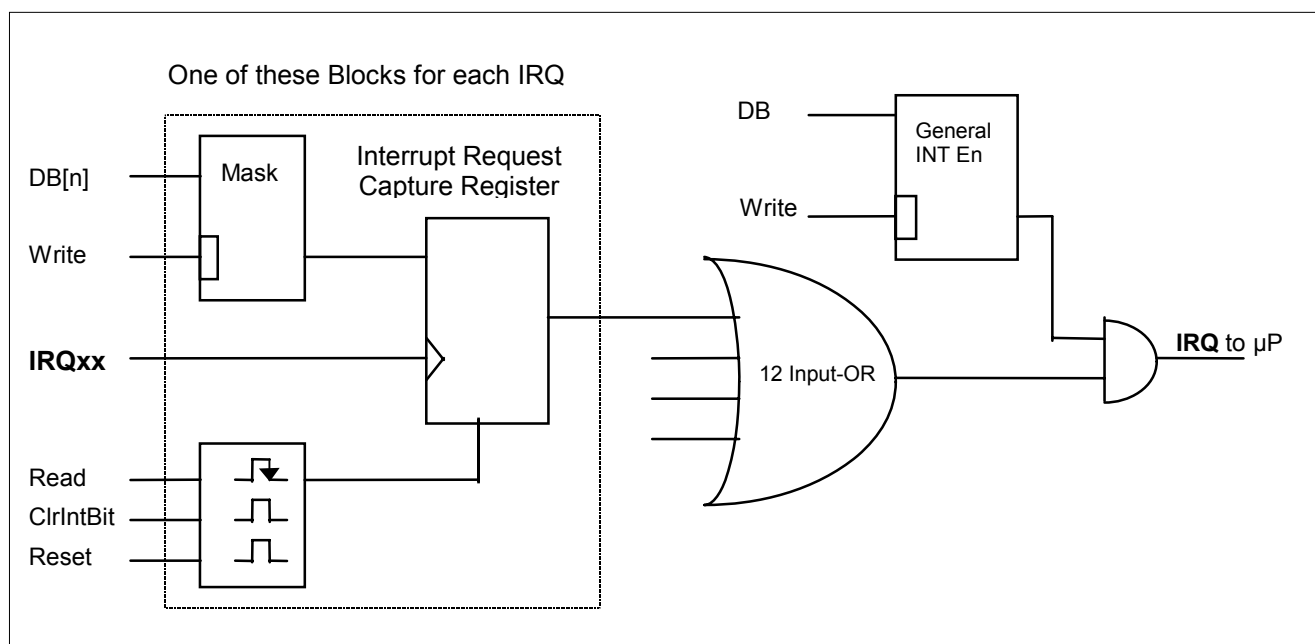 One of these Blocks for each IRQ
DB[n]
Write
Mask
Interrupt Request
Capture Register
IRQxx
Read
ClrIntBit
Reset
DB
Write
General
INT En
12 Input-OR
IRQ to µP